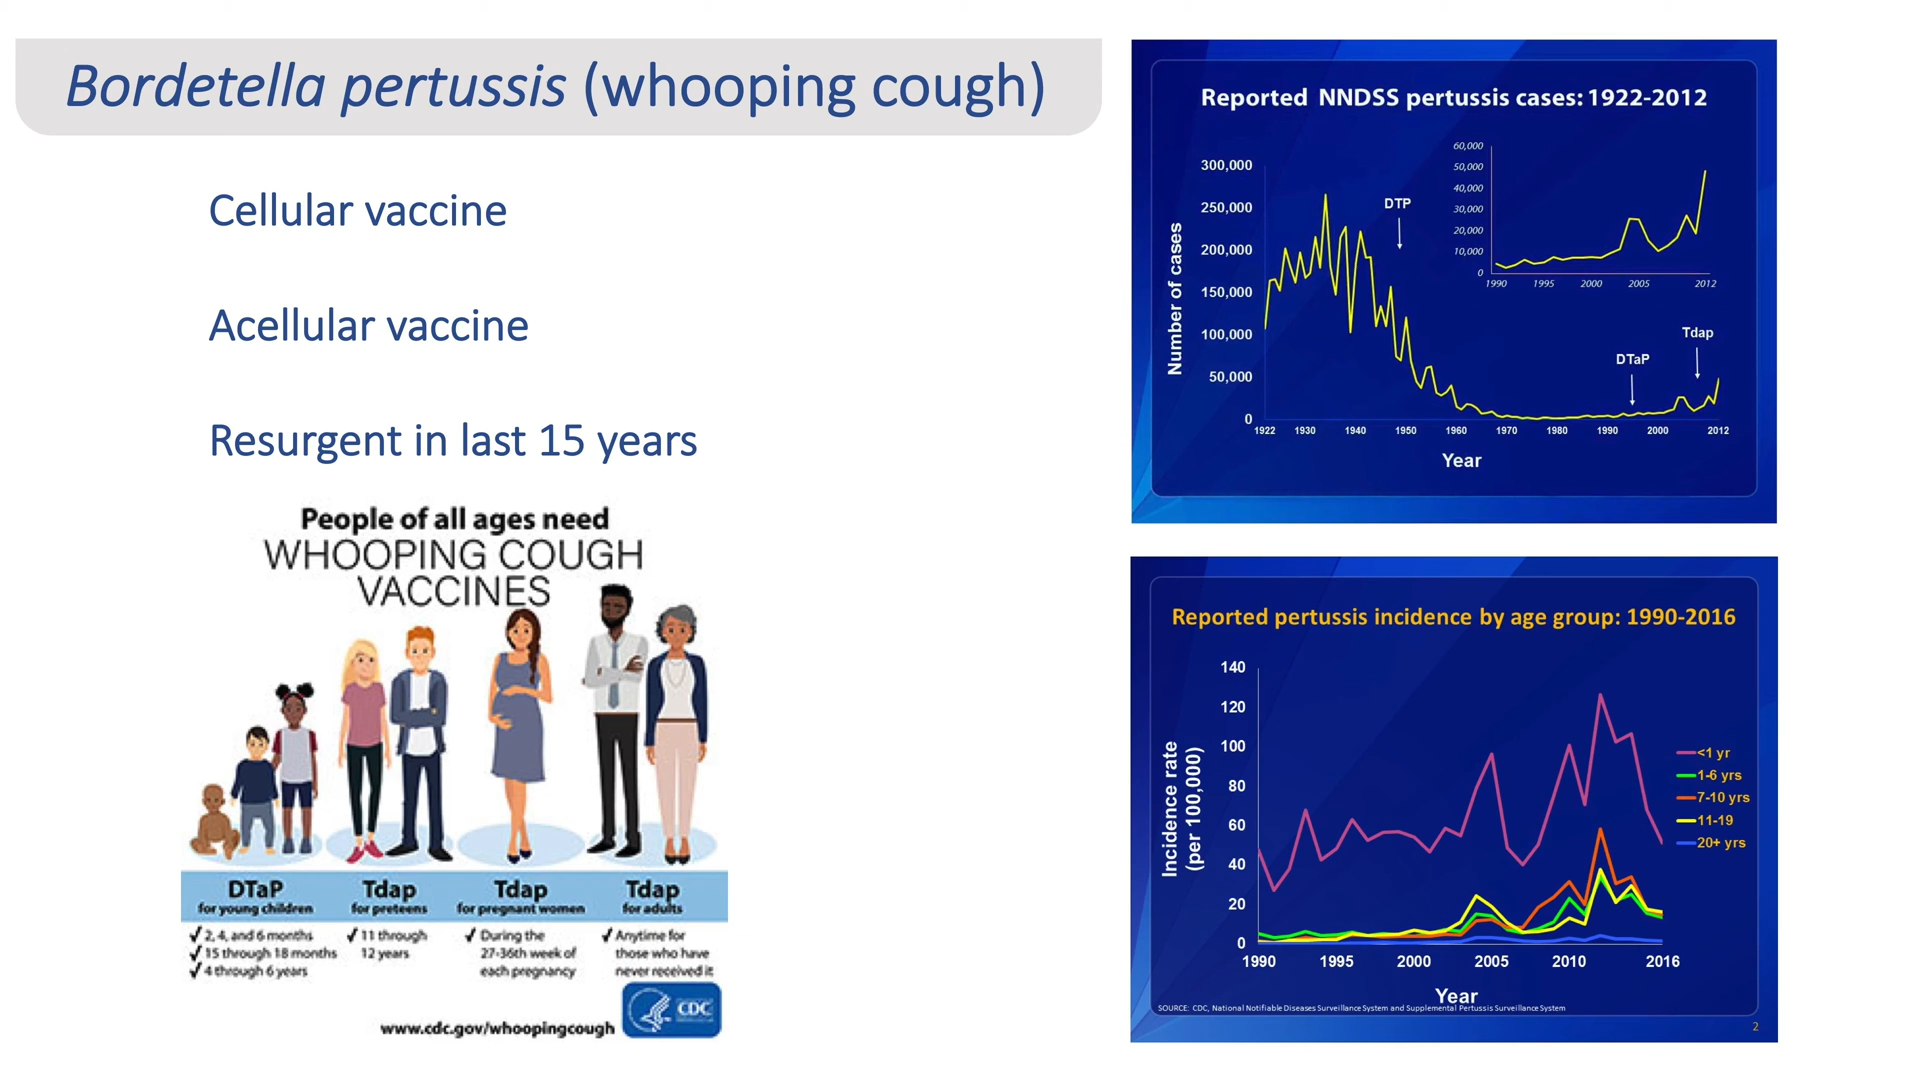 Bordetella pertussis (whooping cough)
Cellular vaccine
Acellular vaccine
Resurgent in last 15 years
People of all ages need
WHOOPING COUGH
VACCINES
DTaP
for young children
✓ 2, 4, and 6 months
✓ 15 through 18 months
✓ 4 through 6 years
Tdap
for preteens
✓ 11 through
12 years
Tdap
for pregnant women
✓ During the
27-36th week of
each pregnancy
Tdap
for adults
✓ Anytime for
those who have
never received it
www.cdc.gov/whoopingcough
CDC
Reported NNDSS pertussis cases: 1922-2012
Number of cases
300,000
250,000
200,000
150,000
100,000
50,000
0
1922 1930 1940 1950 1960 1970 1980 1990 2000 2012
Year
DTP
DTaP
Tdap
60,000
50,000
40,000
30,000
20,000
10,000
0
1990 1995 2000 2005 2012
Reported pertussis incidence by age group: 1990-2016
Incidence rate
(per 100,000)
140
120
100
80
60
40
20
0
1990 1995 2000 2005 2010 2016
Year
<1 yr
1-6 yrs
7-10 yrs
11-19
20+ yrs
SOURCE: CDC, National Notifiable Diseases Surveillance System and Supplemental Pertussis Surveillance System
2